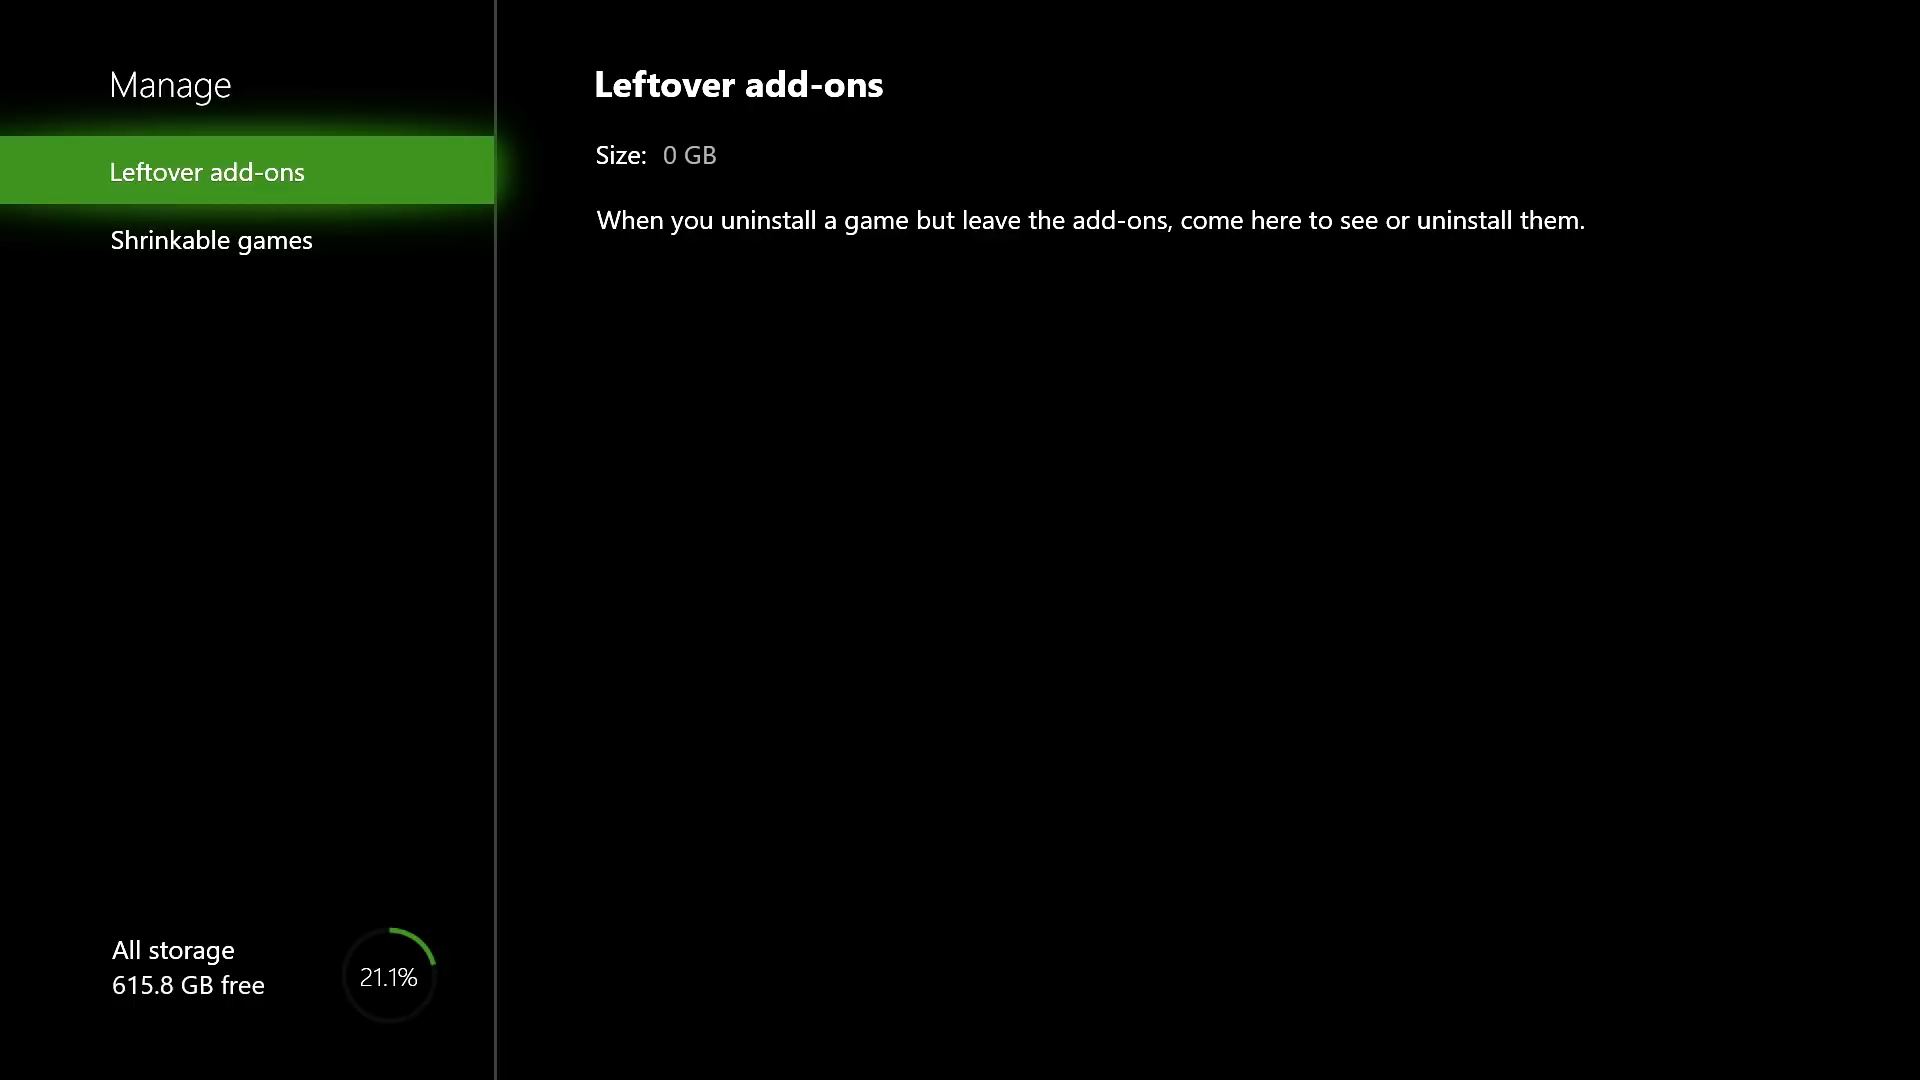 Manage
Leftover add-ons
Shrinkable games
All storage
615.8 GB free
21.1%
Leftover add-ons
Size: 0 GB
When you uninstall a game but leave the add-ons, come here to see or uninstall them.